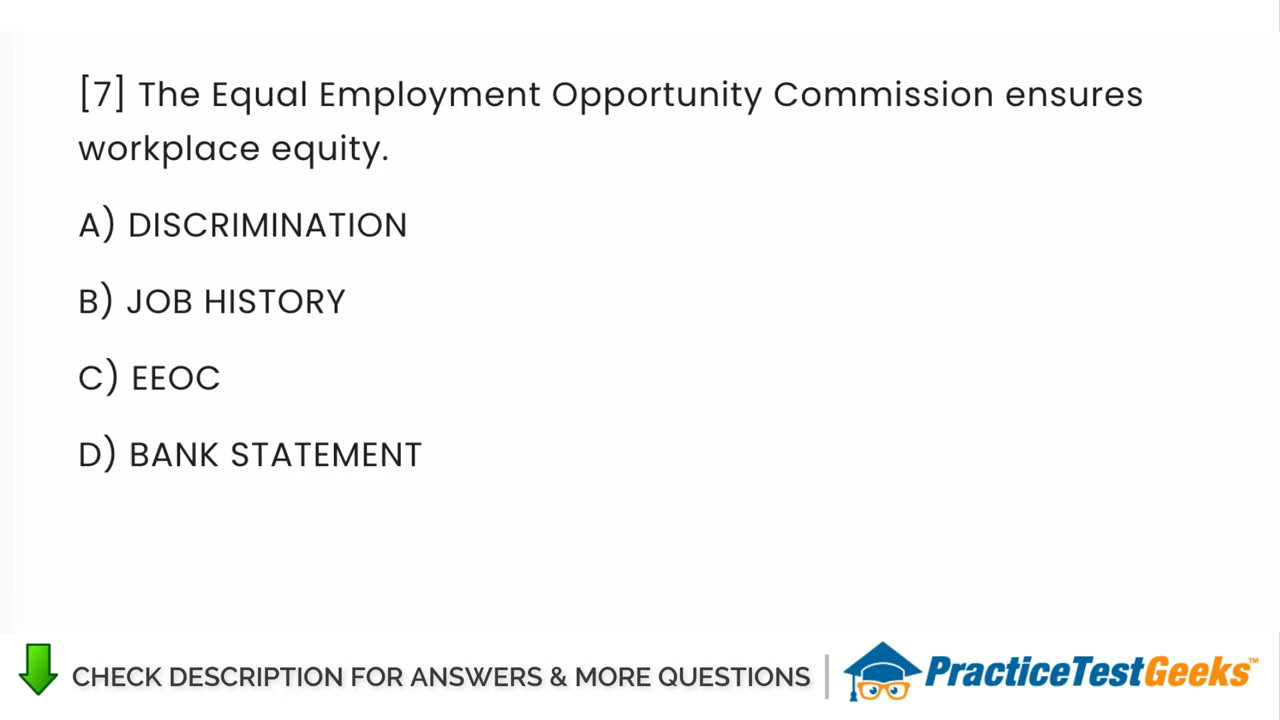 [7] The Equal Employment Opportunity Commission ensures
workplace equity.
A) DISCRIMINATION
B) JOB HISTORY
C) EEOC
D) BANK STATEMENT
CHECK DESCRIPTION FOR ANSWERS & MORE QUESTIONS
PracticeTestGeeks™